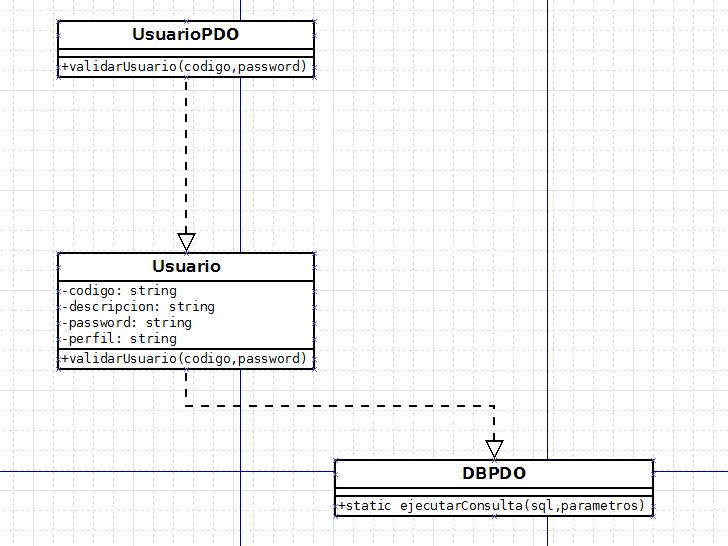 UsuarioPDO
+validarUsuario(codigo,password)
Usuario
-codigo: string
-descripcion: string
-password: string
-perfil: string
+validarUsuario(codigo,password)
DBPDO
+static ejecutarConsulta(sql,parametros)